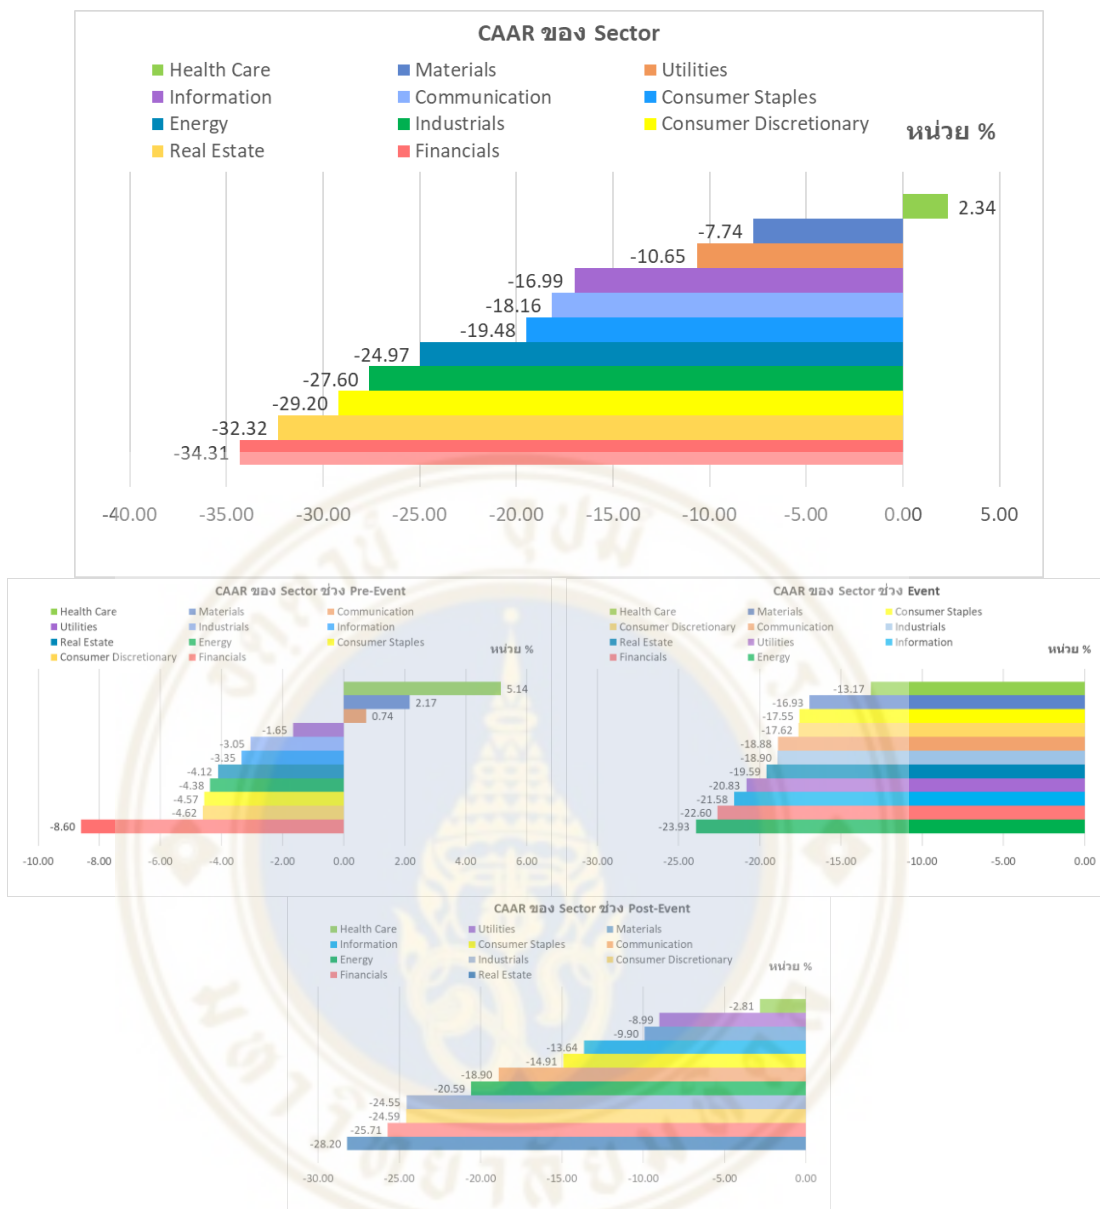 CAAR ของ Sector
Health Care Materials Utilities
Information Communication Consumer Staples
Energy Industrials Consumer Discretionary
หน่วย %
Real Estate Financials
2.34
-7.74
-10.65
-16.99
-18.16
-19.48
-24.97
-27.60
-29.20
-32.32
-34.31
-40.00 -35.00 -30.00 -25.00 -20.00 -15.00 -10.00 -5.00 0.00 5.00
CAAR ของ Sector ช่วง Pre-Event
Health Care Materials Communication
Utilities Industrials Information
Real Estate Energy Consumer Staples
Consumer Discretionary Financials
หน่วย %
5.14
2.17
0.74
-1.65
-3.05
-3.35
-4.12
-4.38
-4.57
-4.62
-8.60
-10.00 -8.00 -6.00 -4.00 -2.00 0.00 2.00 4.00 6.00
CAAR ของ Sector ช่วง Event
Health Care Materials Consumer Staples
Consumer Discretionary Communication Industrials
Real Estate Utilities Information
Financials Energy
หน่วย %
-13.17
-16.93
-17.55
-17.62
-18.88
-18.90
-19.59
-20.83
-21.58
-22.60
-23.93
-30.00 -25.00 -20.00 -15.00 -10.00 -5.00 0.00
CAAR ของ Sector ช่วง Post-Event
Health Care Utilities Materials
Information Consumer Staples Communication
Energy Industrials Consumer Discretionary
Financials Real Estate
หน่วย %
-2.81
-8.99
-9.90
-13.64
-14.91
-18.90
-20.59
-24.55
-24.59
-25.71
-28.20
-30.00 -25.00 -20.00 -15.00 -10.00 -5.00 0.00